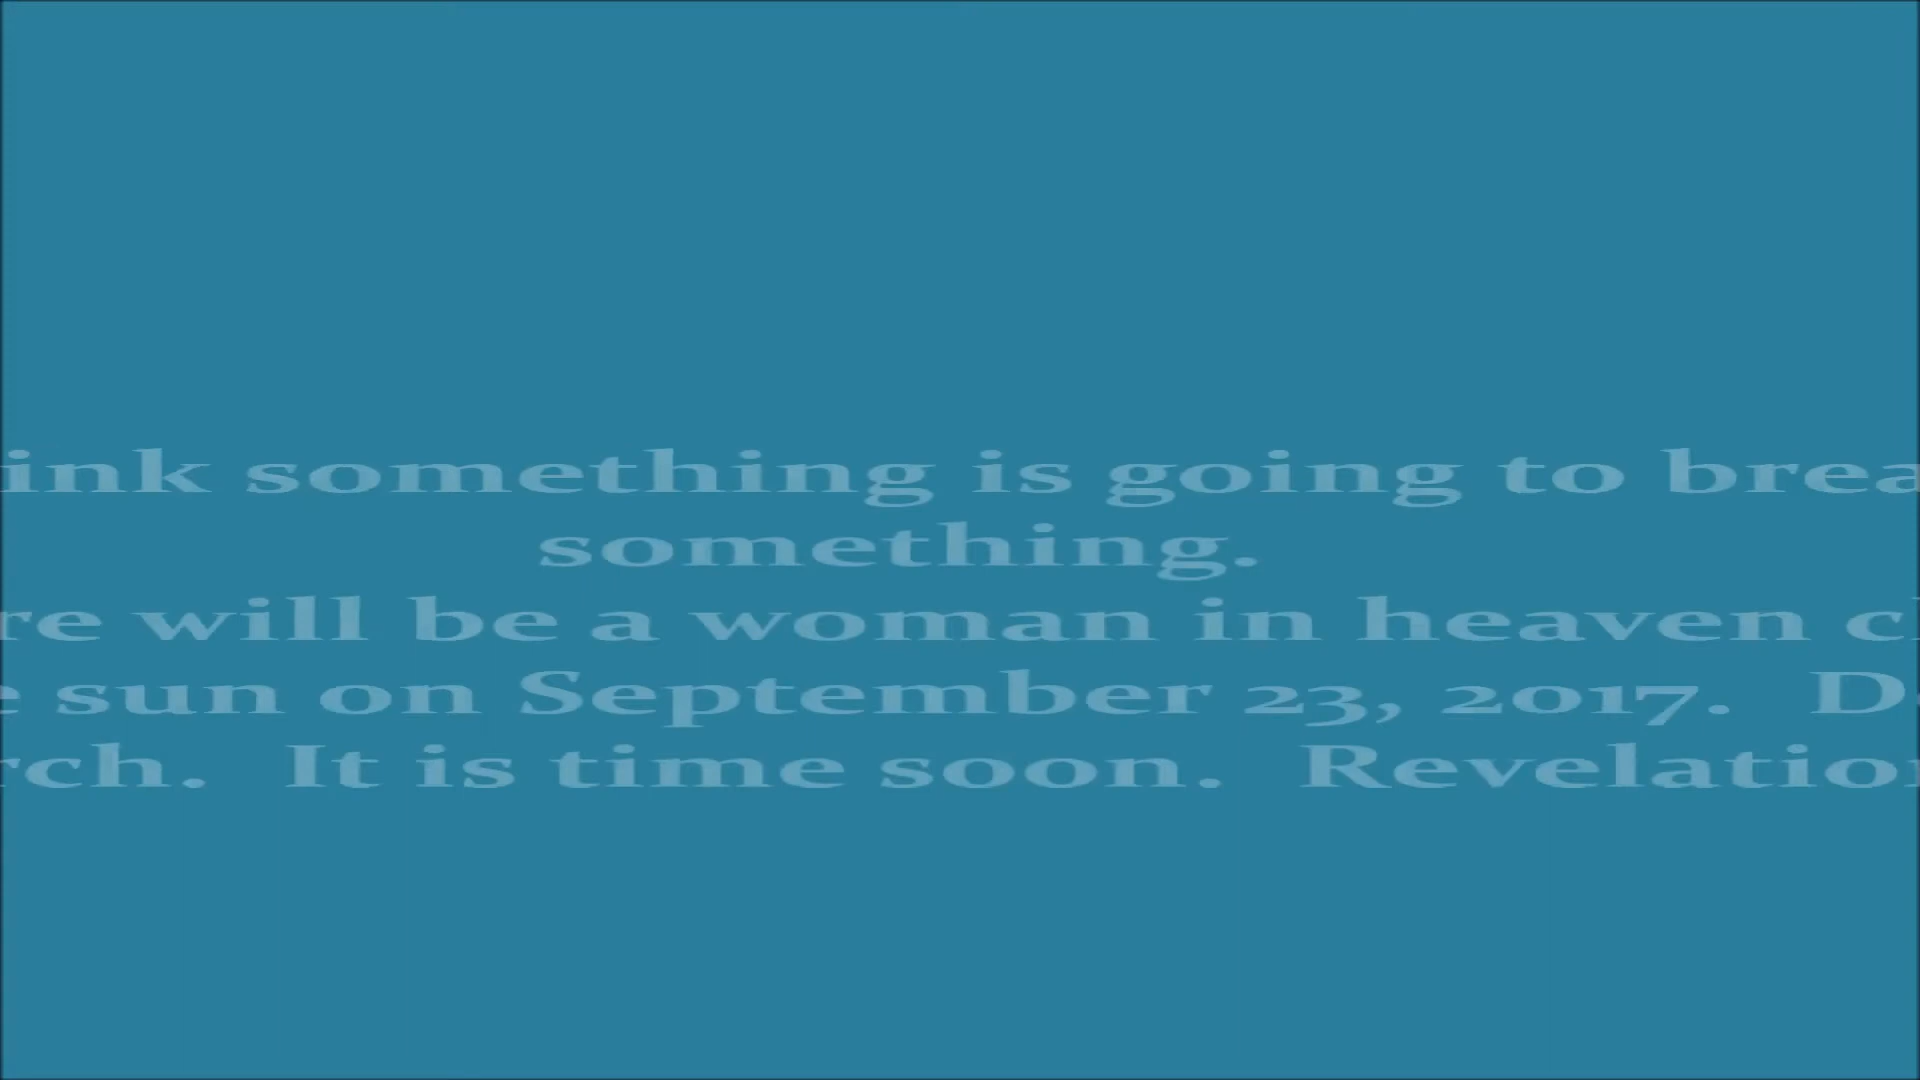 ink something is going to brea
something.
re will be a woman in heaven c
e sun on September 23, 2017. D
rch. It is time soon. Revelation